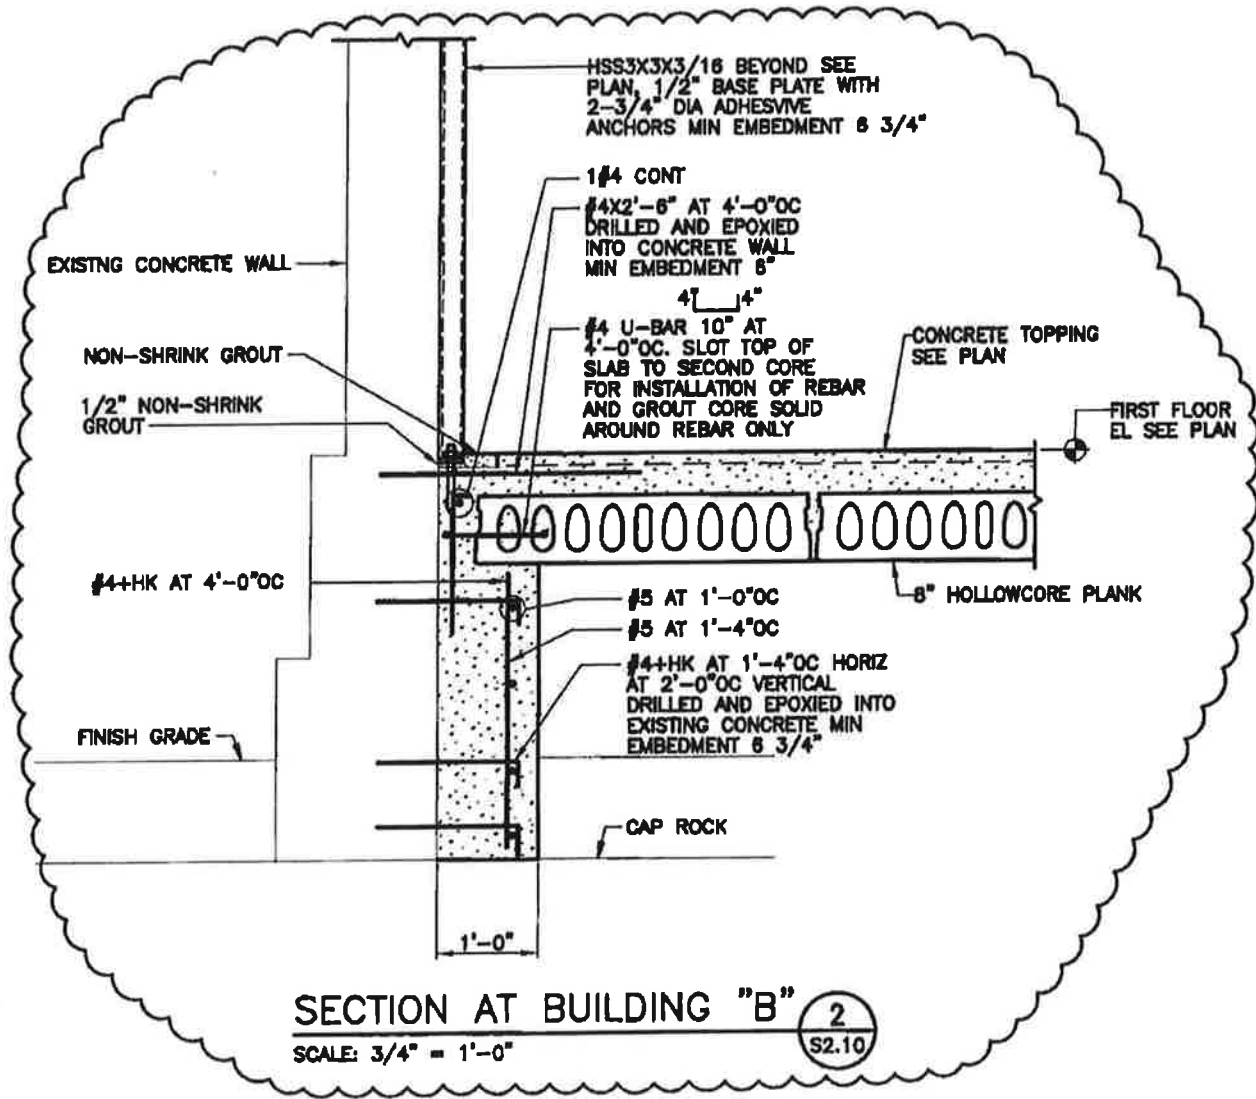 HSS3X3X3/16 BEYOND SEE
PLAN, 1/2" BASE PLATE WITH
2-3/4" DIA ADHESVIVE
ANCHORS MIN EMBEDMENT 6 3/4"
1#4 CONT
#4X2'-6" AT 4'-0"OC
DRILLED AND EPOXIED
INTO CONCRETE WALL
MIN EMBEDMENT 6"
EXISTNG CONCRETE WALL
4" 4"
#4 U-BAR 10" AT
4'-0"OC. SLOT TOP OF
SLAB TO SECOND CORE
FOR INSTALLATION OF REBAR
AND GROUT CORE SOLID
AROUND REBAR ONLY
CONCRETE TOPPING
SEE PLAN
NON-SHRINK GROUT
1/2" NON-SHRINK
GROUT
FIRST FLOOR
EL SEE PLAN
#4+HK AT 4'-0"OC
8" HOLLOWCORE PLANK
#5 AT 1'-0"OC
#5 AT 1'-4"OC
#4+HK AT 1'-4"OC HORIZ
AT 2'-0"OC VERTICAL
DRILLED AND EPOXIED INTO
EXISTING CONCRETE MIN
EMBEDMENT 6 3/4"
FINISH GRADE
CAP ROCK
1'-0"
SECTION AT BUILDING "B"
2
S2.10
SCALE: 3/4" = 1'-0"